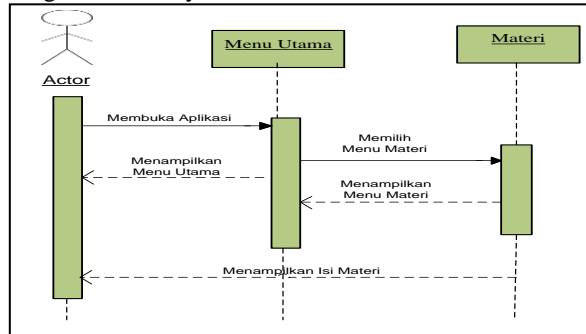 Menu Utama
Materi
Actor
Membuka Aplikasi
Memilih
Menu Materi
Menampilkan
Menu Utama
Menampilkan
Menu Materi
Menampilkan Isi Materi